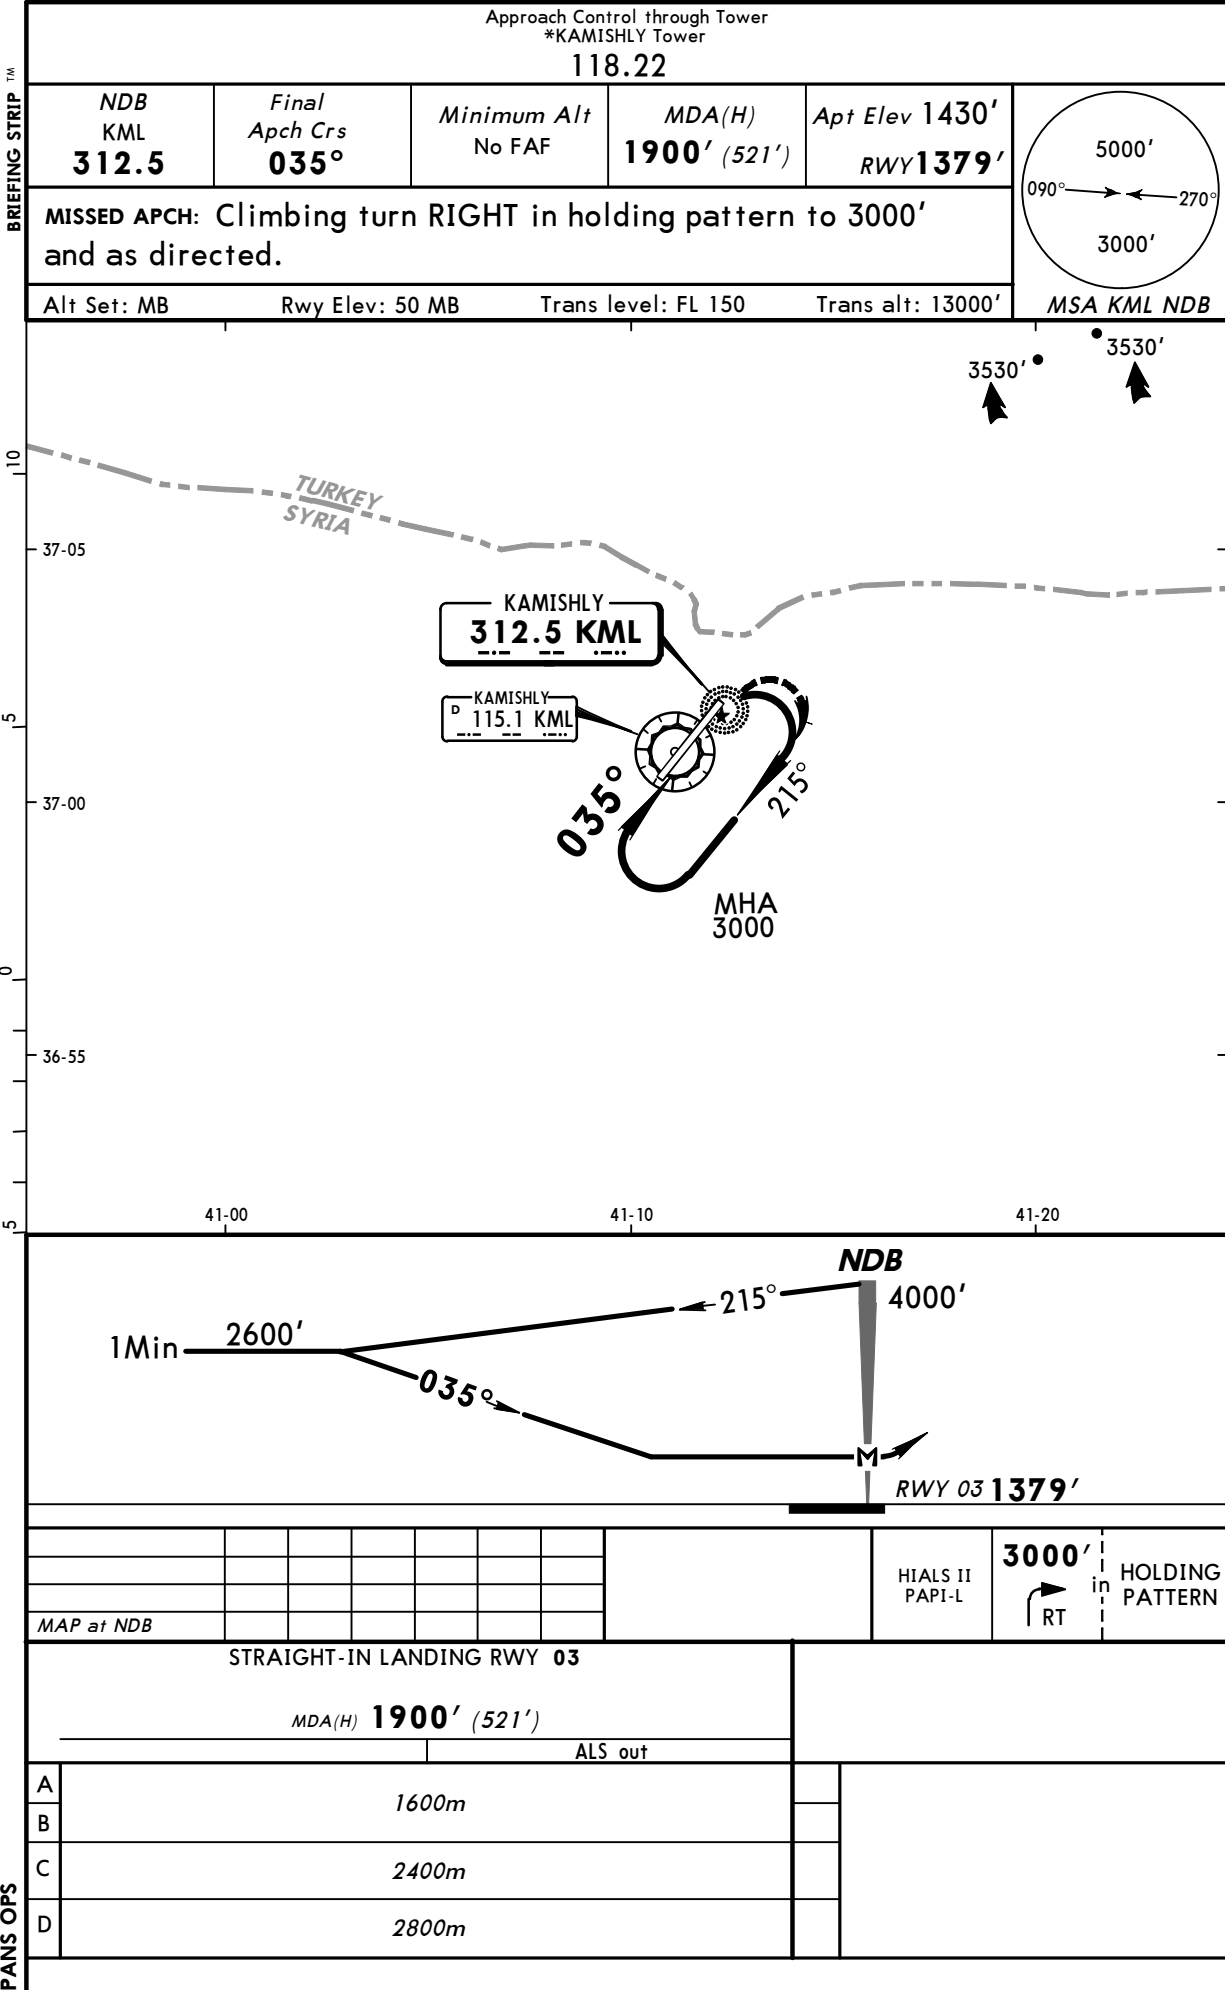 Approach Control through Tower
*KAMISHLY Tower
118.22
BRIEFING STRIP TM
NDB
KML
312.5
Final
Apch Crs
035°
Minimum Alt
No FAF
MDA(H)
1900' (521')
Apt Elev 1430'
RWY 1379'
MISSED APCH: Climbing turn RIGHT in holding pattern to 3000'
and as directed.
Alt Set: MB Rwy Elev: 50 MB Trans level: FL 150 Trans alt: 13000'
5000'
090° 270°
3000'
MSA KML NDB
3530'
3530'
10
TURKEY
SYRIA
37-05
KAMISHLY
312.5 KML
KAMISHLY
D 115.1 KML
5
215°
035°
37-00
MHA
3000
0
36-55
5
41-00 41-10 41-20
NDB
4000'
215°
1Min 2600'
035°
M
RWY 03 1379'
MAP at NDB
HIALS II
PAPI-L
3000'
RT
in
HOLDING
PATTERN
STRAIGHT-IN LANDING RWY 03
MDA(H) 1900' (521')
ALS out
A
B
1600m
C 2400m
D 2800m
PANS OPS